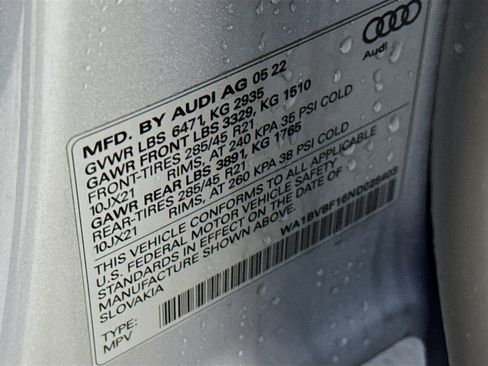 Audi
MFD. BY AUDI AG 05 22
GVWR LBS 6471, KG 2935
GAWR FRONT LBS 3329, KG 1510
FRONT-TIRES 285/45 R21
10JX21 RIMS, AT 240 KPA 35 PSI COLD
GAWR REAR LBS 3891, KG 1765
REAR-TIRES 285/45 R21
10JX21 RIMS, AT 260 KPA 38 PSI COLD
THIS VEHICLE CONFORMS TO ALL APPLICABLE
U.S. FEDERAL MOTOR VEHICLE SAFETY
STANDARDS IN EFFECT ON THE DATE OF
MANUFACTURE SHOWN ABOVE.
SLOVAKIA
WA1BVBF16ND026403
TYPE:
MPV